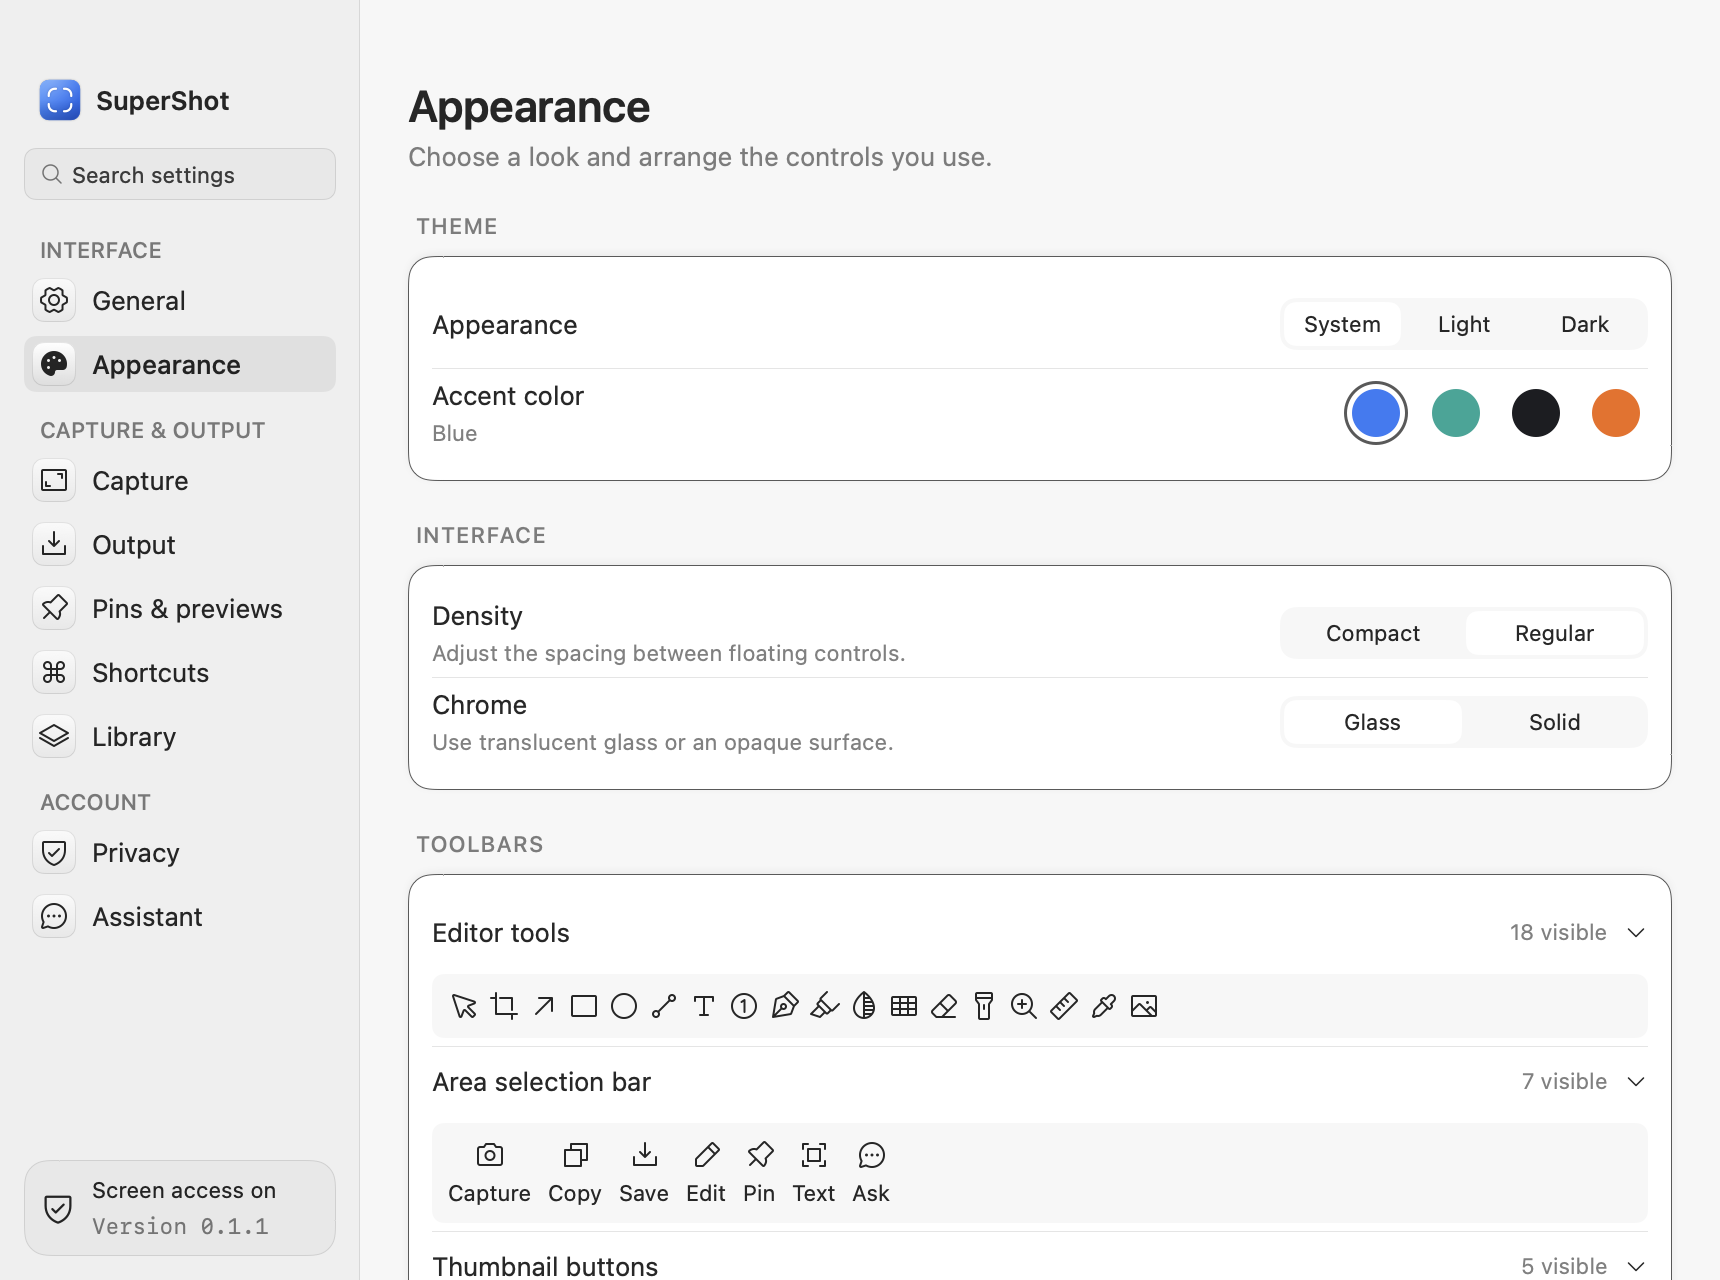 SuperShot
Search settings
INTERFACE
General
Appearance
CAPTURE & OUTPUT
Capture
Output
Pins & previews
Shortcuts
Library
ACCOUNT
Privacy
Assistant
Screen access on
Version 0.1.1
Appearance
Choose a look and arrange the controls you use.
THEME
Appearance
System Light Dark
Accent color
Blue
INTERFACE
Density
Adjust the spacing between floating controls.
Compact Regular
Chrome
Use translucent glass or an opaque surface.
Glass Solid
TOOLBARS
Editor tools
18 visible
T 1
Area selection bar
7 visible
Capture Copy Save Edit Pin Text Ask
Thumbnail buttons
5 visible